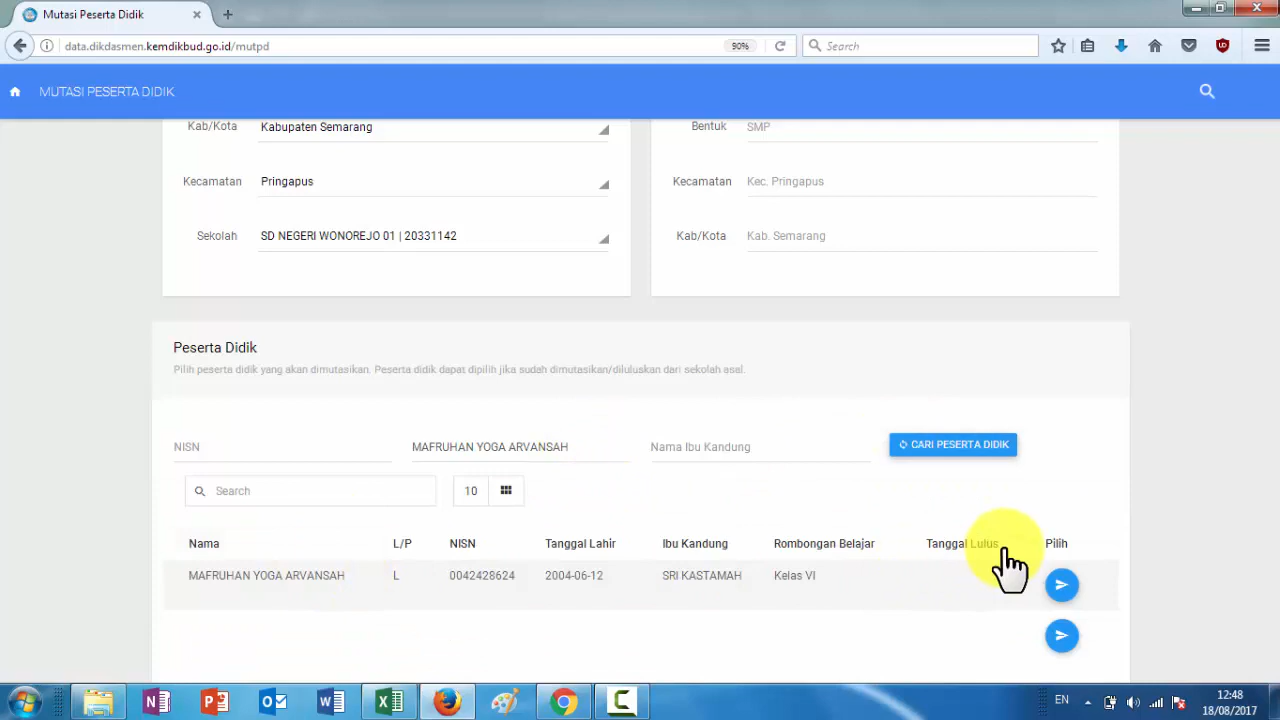 Mutasi Peserta Didik
data.dikdasmen.kemdikbud.go.id/mutpd
90%
Search
MUTASI PESERTA DIDIK
Kab/Kota Kabupaten Semarang
Bentuk SMP
Kecamatan Pringapus
Kecamatan Kec. Pringapus
Sekolah SD NEGERI WONOREJO 01 | 20331142
Kab/Kota Kab. Semarang
Peserta Didik
Pilih peserta didik yang akan dimutasikan. Peserta didik dapat dipilih jika sudah dimutasikan/diluluskan dari sekolah asal.
NISN MAFRUHAN YOGA ARVANSAH Nama Ibu Kandung CARI PESERTA DIDIK
Search 10
Nama L/P NISN Tanggal Lahir Ibu Kandung Rombongan Belajar Tanggal Lulus Pilih
MAFRUHAN YOGA ARVANSAH L 0042428624 2004-06-12 SRI KASTAMAH Kelas VI
EN 12:48
18/08/2017